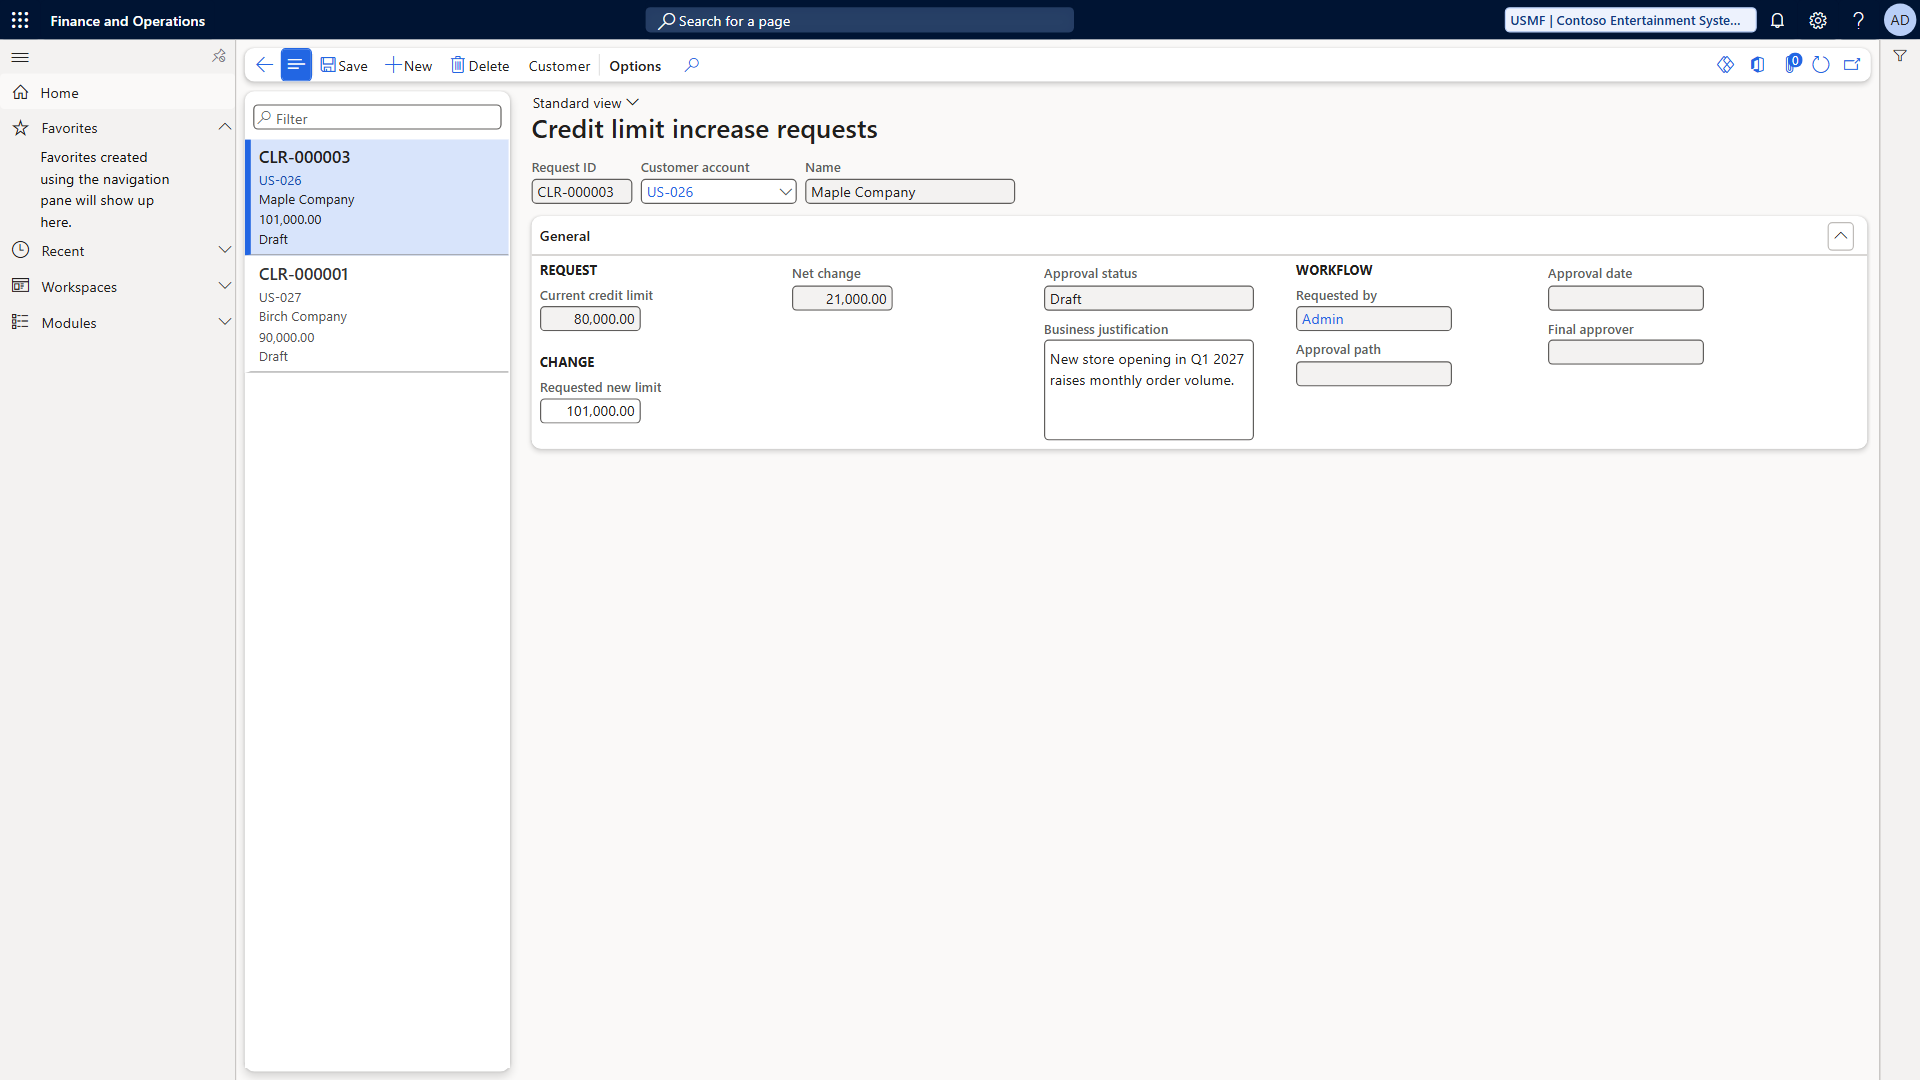 Finance and Operations
Search for a page
USMF | Contoso Entertainment Syste...
AD
Save
New
Delete
Customer
Options
0
Home
Favorites
Favorites created
using the navigation
pane will show up
here.
Recent
Workspaces
Modules
Filter
CLR-000003
US-026
Maple Company
101,000.00
Draft
CLR-000001
US-027
Birch Company
90,000.00
Draft
Standard view
Credit limit increase requests
Request ID
CLR-000003
Customer account
US-026
Name
Maple Company
General
REQUEST
Current credit limit
80,000.00
CHANGE
Requested new limit
101,000.00
Net change
21,000.00
Approval status
Draft
Business justification
New store opening in Q1 2027
raises monthly order volume.
WORKFLOW
Requested by
Admin
Approval path
Approval date
Final approver